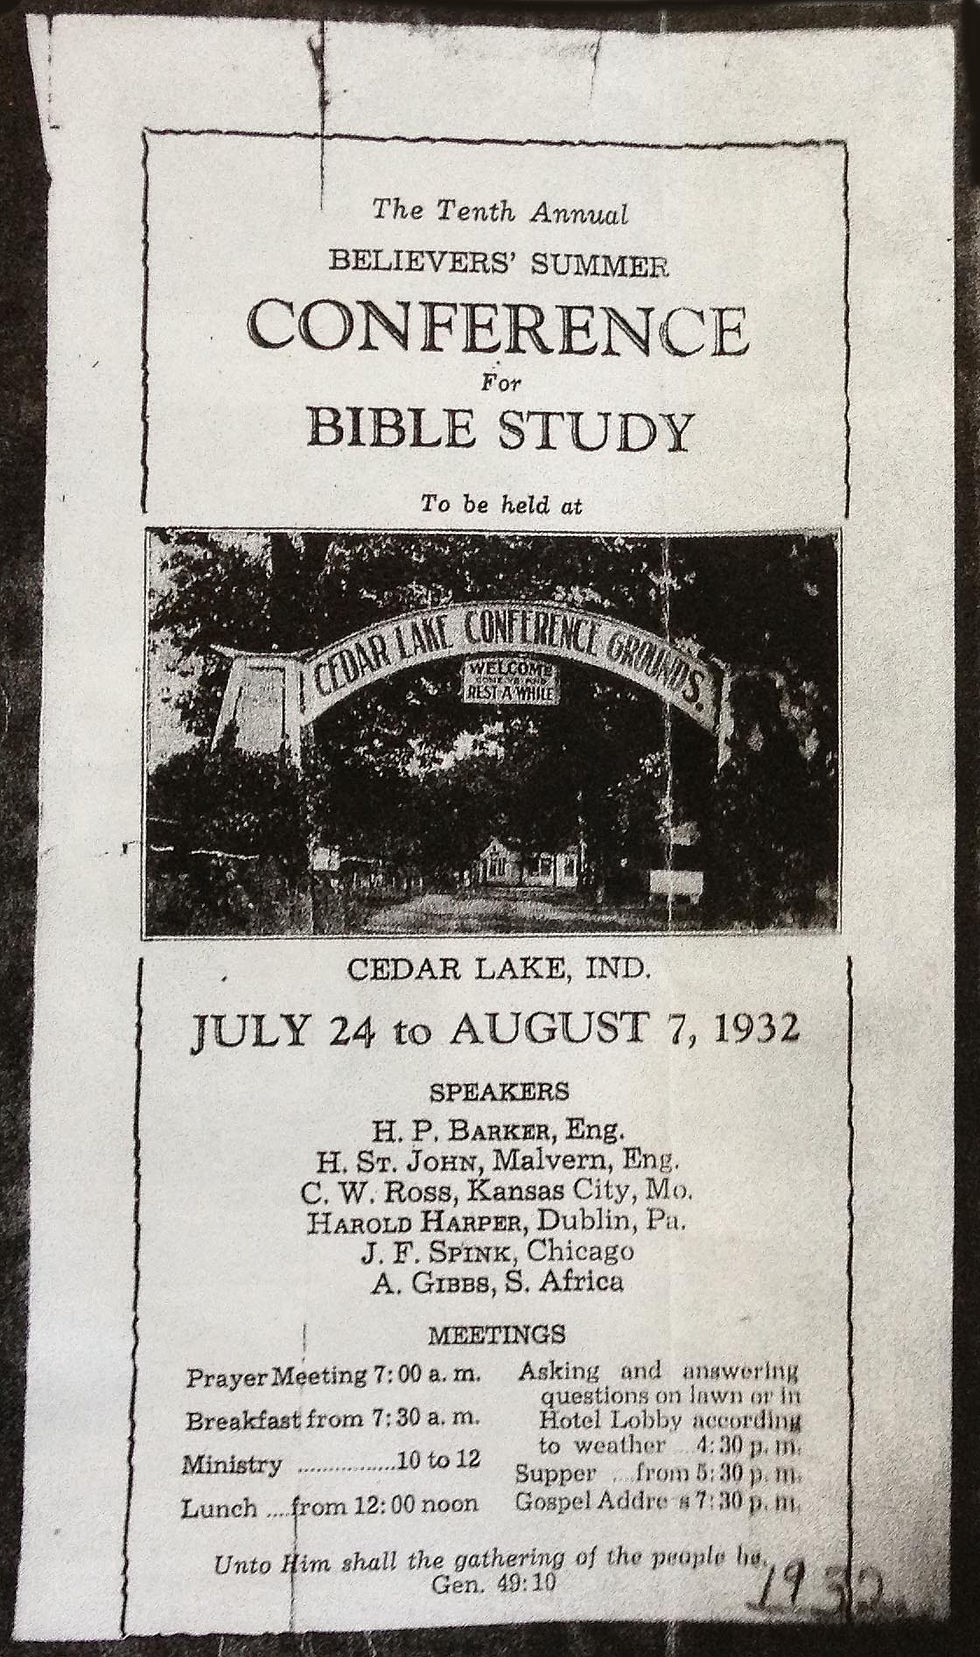 The Tenth Annual
BELIEVERS' SUMMER
CONFERENCE
For
BIBLE STUDY
To be held at
CEDAR LAKE CONFERENCE GROUNDS.
WELCOME
COME YE AND
REST A WHILE
CEDAR LAKE, IND.
JULY 24 to AUGUST 7, 1932
SPEAKERS
H. P. BARKER, Eng.
H. ST. JOHN, Malvern, Eng.
C. W. ROSS, Kansas City, Mo.
HAROLD HARPER, Dublin, Pa.
J. F. SPINK, Chicago
A. GIBBS, S. Africa
MEETINGS
Prayer Meeting 7:00 a. m.
Breakfast from 7:30 a. m.
Ministry ...............10 to 12
Lunch ....from 12:00 noon
Asking and answering
questions on lawn or in
Hotel Lobby according
to weather ...4:30 p. m.
Supper ...from 5:30 p. m.
Gospel Addre s 7:30 p. m.
Unto Him shall the gathering of the people be.
Gen. 49:10
1932